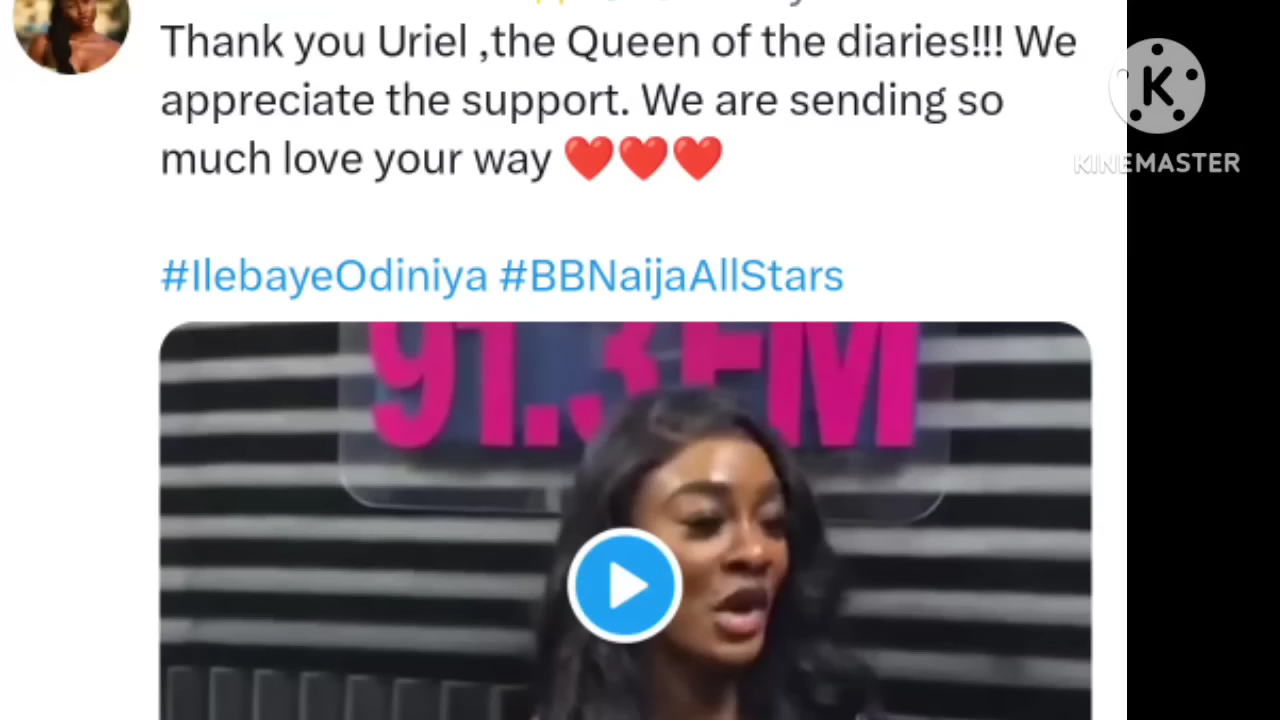 Thank you Uriel ,the Queen of the diaries!!! We
appreciate the support. We are sending so
much love your way ❤️❤️❤️
#IlebayeOdiniya #BBNaijaAllStars
91.3FM
K
KINEMASTER